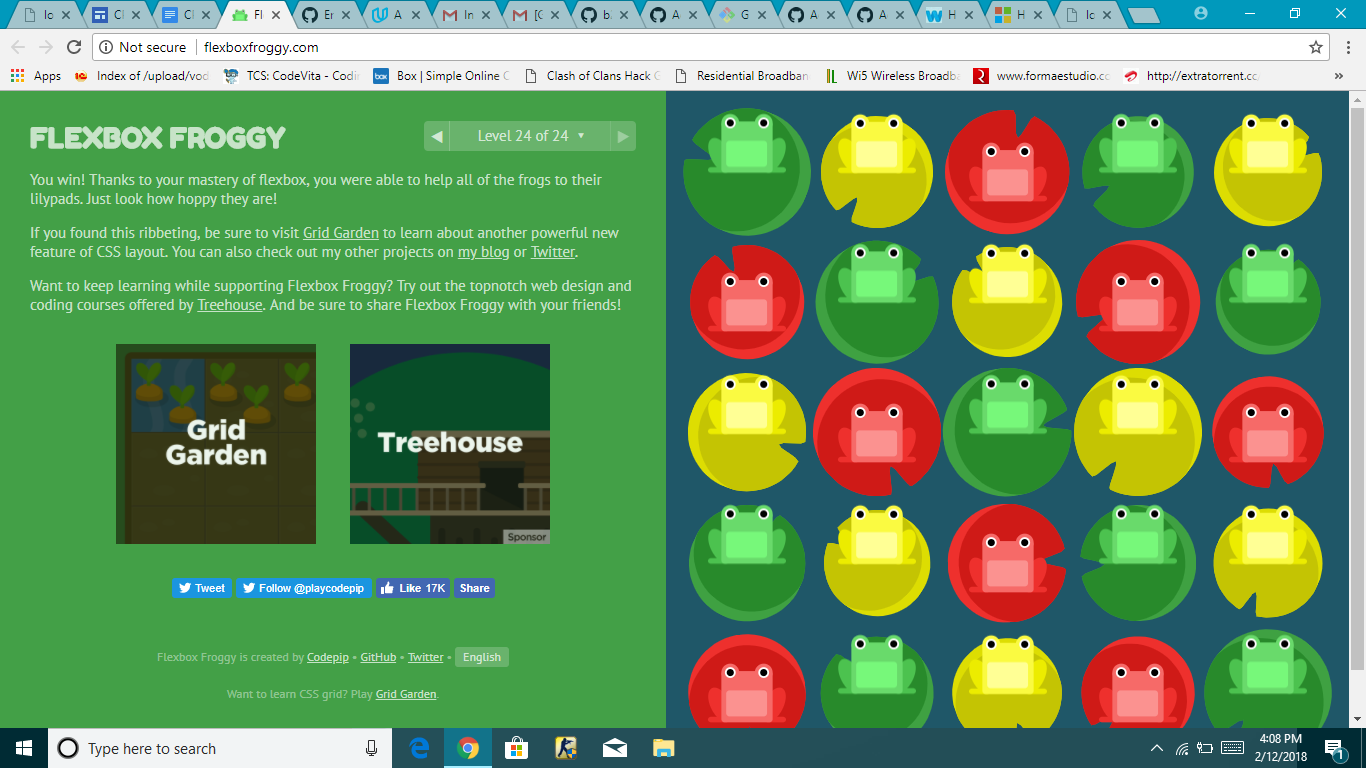 Cl
Cl
Fl
Er
A
In
[C
b
A
G
A
A
H
H
Not secure
flexboxfroggy.com
Apps
Index of /upload/vod
TCS: CodeVita - Codi
Box | Simple Online C
Clash of Clans Hack
Residential Broadban
Wi5 Wireless Broadb
www.formaestudio.co
http://extratorrent.c
»
FLEXBOX FROGGY
Level 24 of 24
You win! Thanks to your mastery of flexbox, you were able to help all of the frogs to their
lilypads. Just look how hoppy they are!
If you found this ribbeting, be sure to visit Grid Garden to learn about another powerful new
feature of CSS layout. You can also check out my other projects on my blog or Twitter.
Want to keep learning while supporting Flexbox Froggy? Try out the topnotch web design and
coding courses offered by Treehouse. And be sure to share Flexbox Froggy with your friends!
Grid
Garden
Treehouse
Sponsor
Tweet
Follow @playcodepip
Like 17K
Share
Flexbox Froggy is created by Codepip • GitHub • Twitter • English
Want to learn CSS grid? Play Grid Garden.
Type here to search
4:08 PM
2/12/2018
1